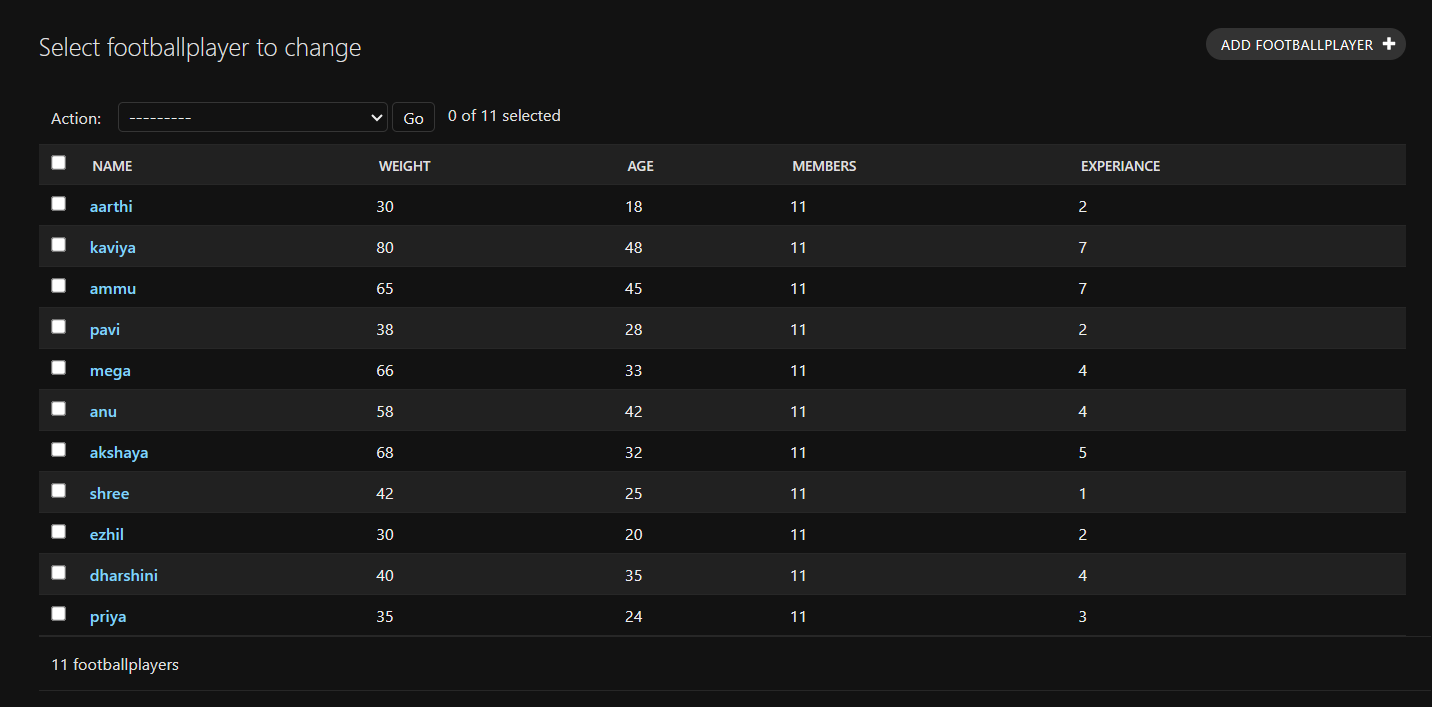 Select footballplayer to change
ADD FOOTBALLPLAYER
Action: --------- Go 0 of 11 selected
NAME WEIGHT AGE MEMBERS EXPERIANCE
aarthi 30 18 11 2
kaviya 80 48 11 7
ammu 65 45 11 7
pavi 38 28 11 2
mega 66 33 11 4
anu 58 42 11 4
akshaya 68 32 11 5
shree 42 25 11 1
ezhil 30 20 11 2
dharshini 40 35 11 4
priya 35 24 11 3
11 footballplayers